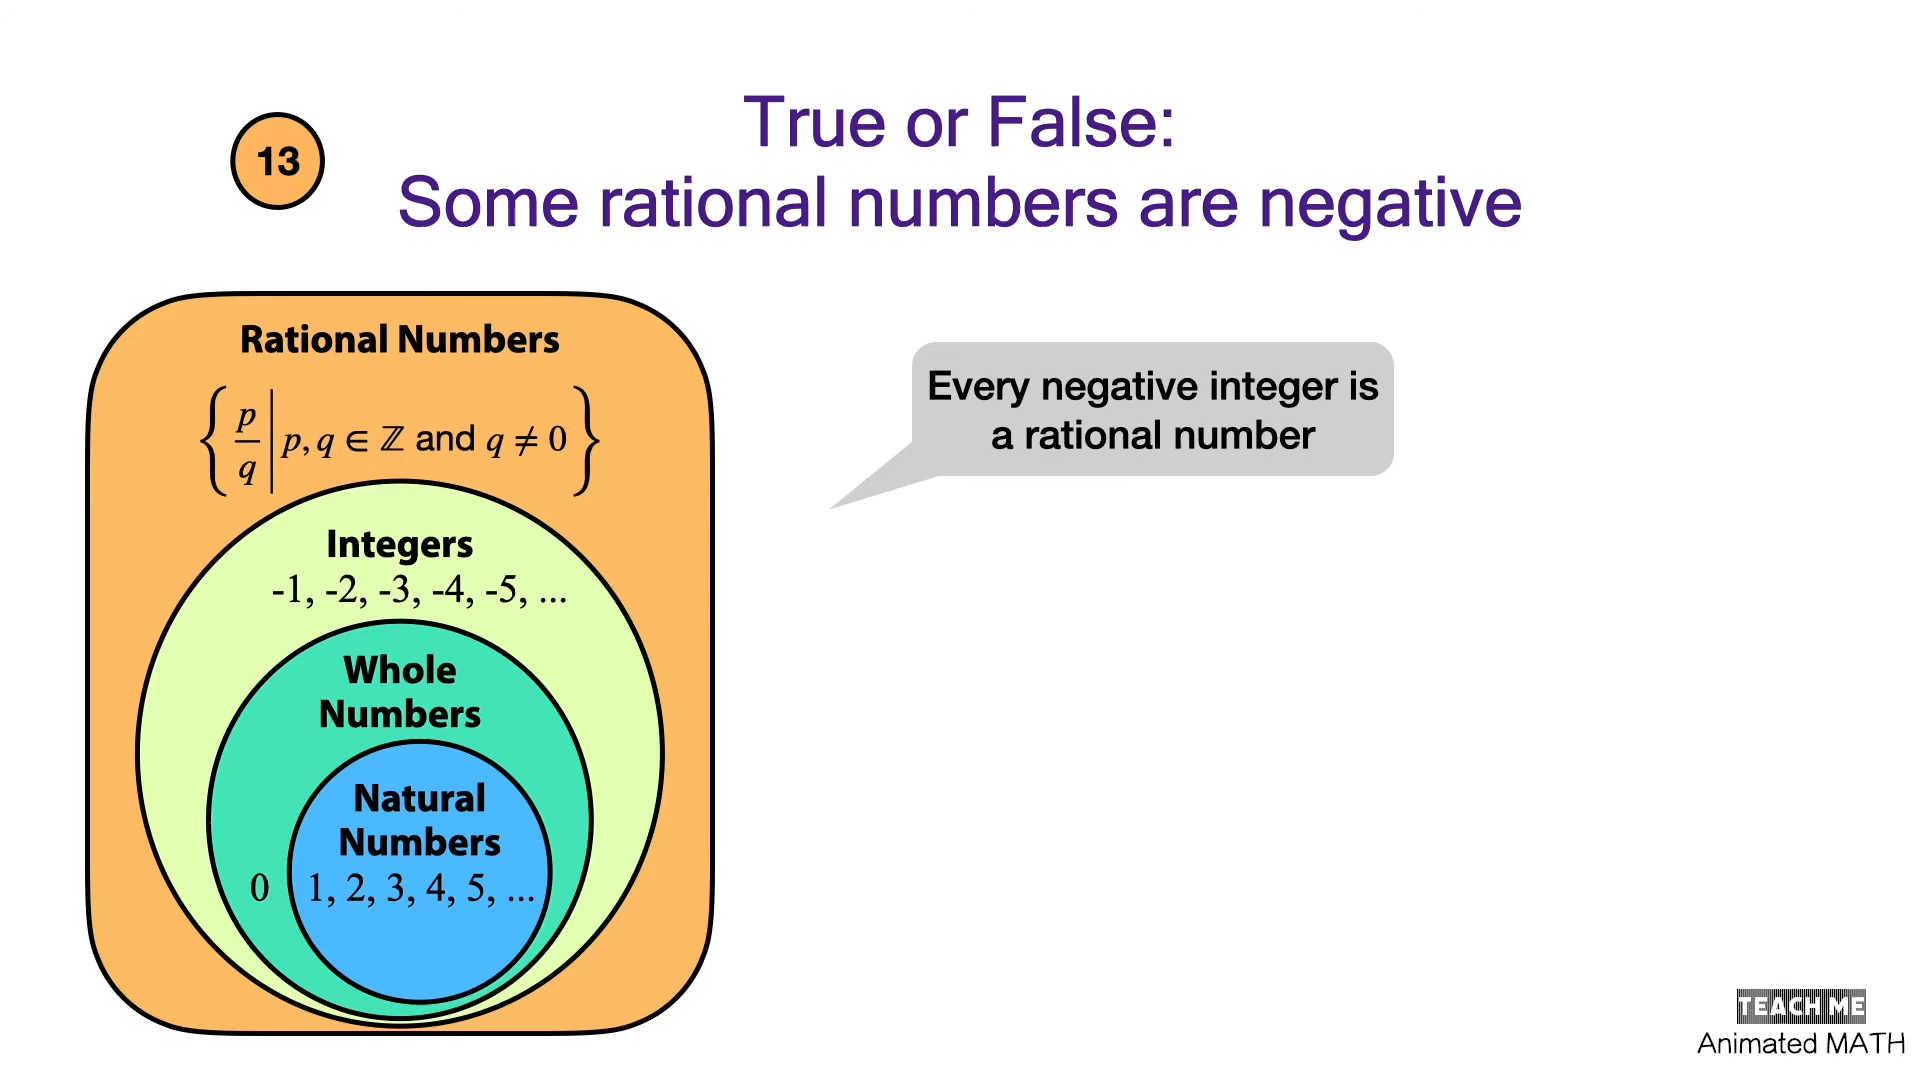 13
True or False:
Some rational numbers are negative
Rational Numbers
{ p/q | p, q ∈ ℤ and q ≠ 0 }
Every negative integer is
a rational number
Integers
-1, -2, -3, -4, -5, ...
Whole
Numbers
Natural
Numbers
0 1, 2, 3, 4, 5, ...
TEACH ME
Animated MATH